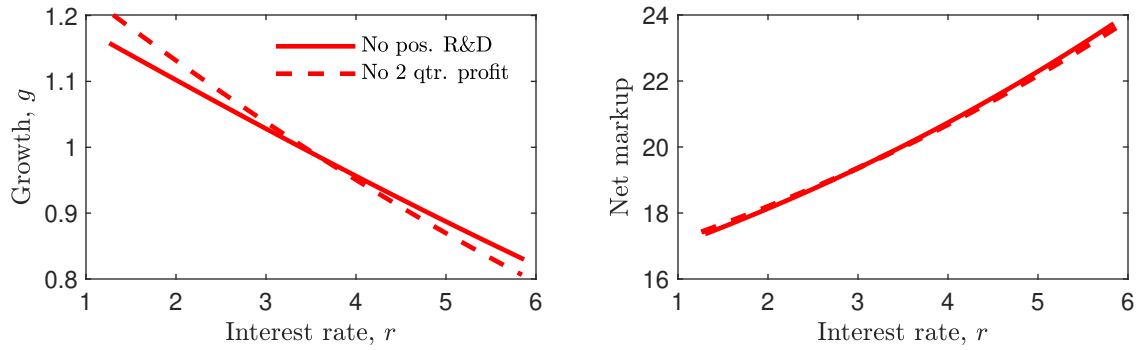 Growth, g
1.2
1.1
1
0.9
0.8
No pos. R&D
No 2 qtr. profit
1 2 3 4 5 6
Interest rate, r
Net markup
24
22
20
18
16
1 2 3 4 5 6
Interest rate, r